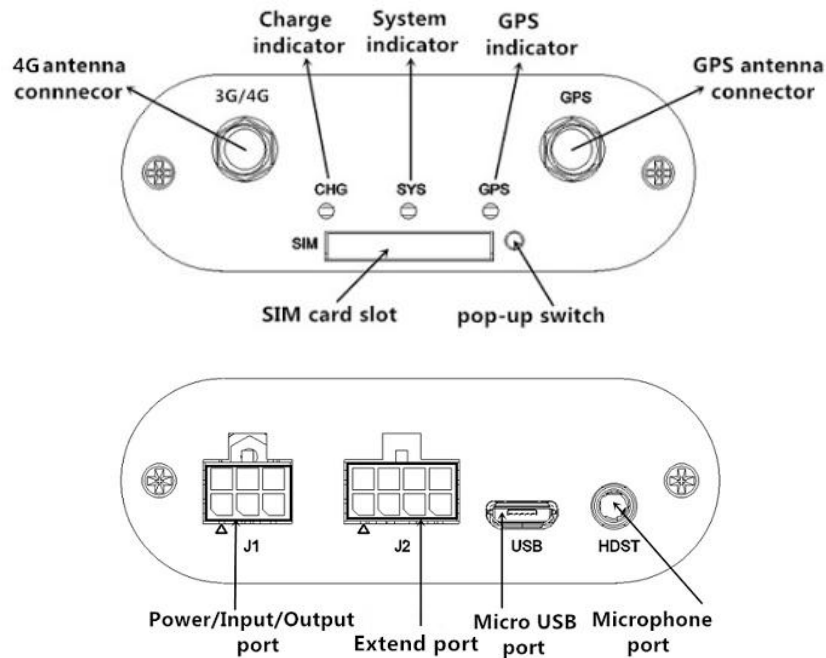 Charge
indicator
System
indicator
GPS
indicator
4G antenna
connnecor
GPS antenna
connector
3G/4G
GPS
CHG
SYS
GPS
SIM
SIM card slot
pop-up switch
J1
J2
USB
HDST
Power/Input/Output
port
Extend port
Micro USB
port
Microphone
port